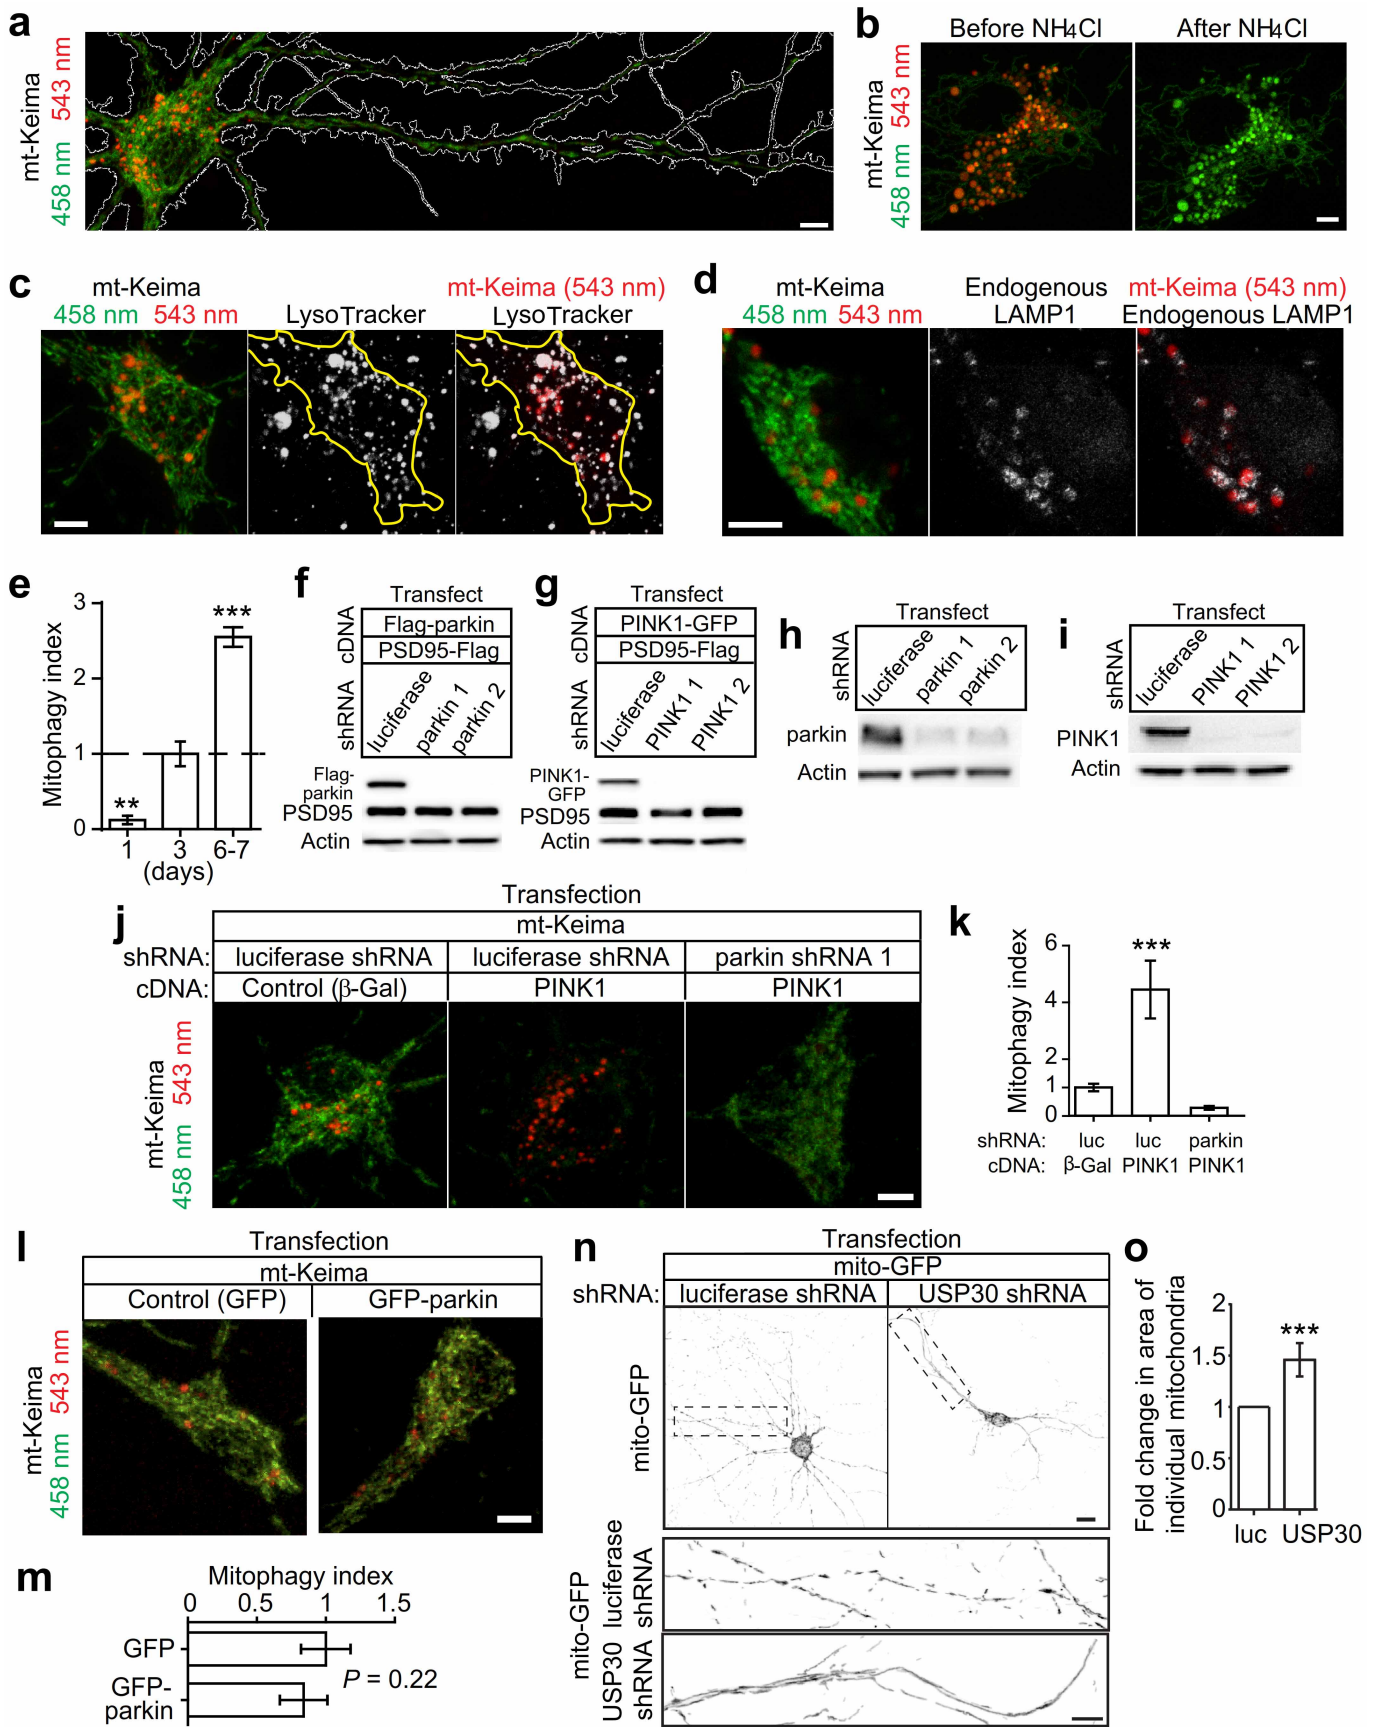 a
mt-Keima
458 nm 543 nm
b
Before NH4Cl
After NH4Cl
mt-Keima
458 nm 543 nm
c
mt-Keima
458 nm 543 nm
LysoTracker
mt-Keima (543 nm)
LysoTracker
d
mt-Keima
458 nm 543 nm
Endogenous
LAMP1
mt-Keima (543 nm)
Endogenous LAMP1
e
Mitophagy index
3
2
1
0
**
***
1
3
6-7
(days)
f
Transfect
cDNA
Flag-parkin
PSD95-Flag
shRNA
luciferase
parkin 1
parkin 2
Flag-
parkin
PSD95
Actin
g
Transfect
cDNA
PINK1-GFP
PSD95-Flag
shRNA
luciferase
PINK1 1
PINK1 2
PINK1-
GFP
PSD95
Actin
h
Transfect
shRNA
luciferase
parkin 1
parkin 2
parkin
Actin
i
Transfect
shRNA
luciferase
PINK1 1
PINK1 2
PINK1
Actin
j
Transfection
mt-Keima
shRNA:
luciferase shRNA
luciferase shRNA
parkin shRNA 1
cDNA:
Control (β-Gal)
PINK1
PINK1
mt-Keima
458 nm 543 nm
k
Mitophagy index
6
4
2
1
0
***
shRNA: luc luc parkin
cDNA: β-Gal PINK1 PINK1
l
Transfection
mt-Keima
Control (GFP)
GFP-parkin
mt-Keima
458 nm 543 nm
m
Mitophagy index
0 0.5 1 1.5
GFP
GFP-
parkin
P = 0.22
n
Transfection
mito-GFP
shRNA:
luciferase shRNA
USP30 shRNA
mito-GFP
mito-GFP
luciferase
shRNA
USP30
shRNA
o
Fold change in area of
individual mitochondria
2
1.5
1
0.5
0
***
luc USP30